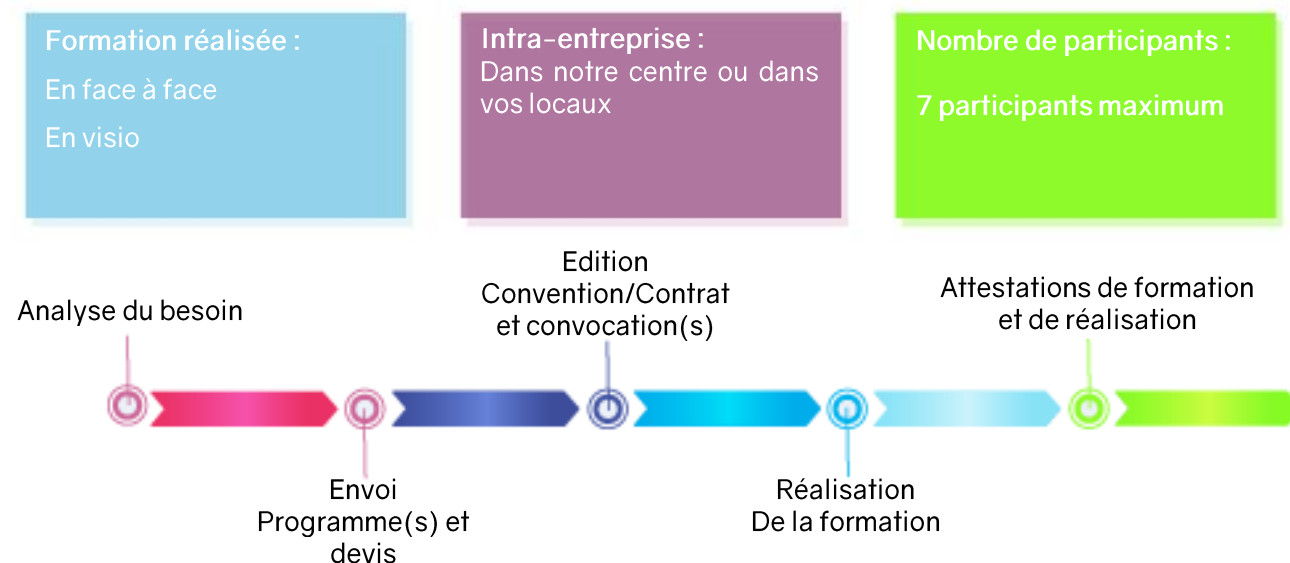 Formation réalisée :
En face à face
En visio
Intra-entreprise :
Dans notre centre ou dans
vos locaux
Nombre de participants :
7 participants maximum
Analyse du besoin
Envoi
Programme(s) et
devis
Edition
Convention/Contrat
et convocation(s)
Réalisation
De la formation
Attestations de formation
et de réalisation